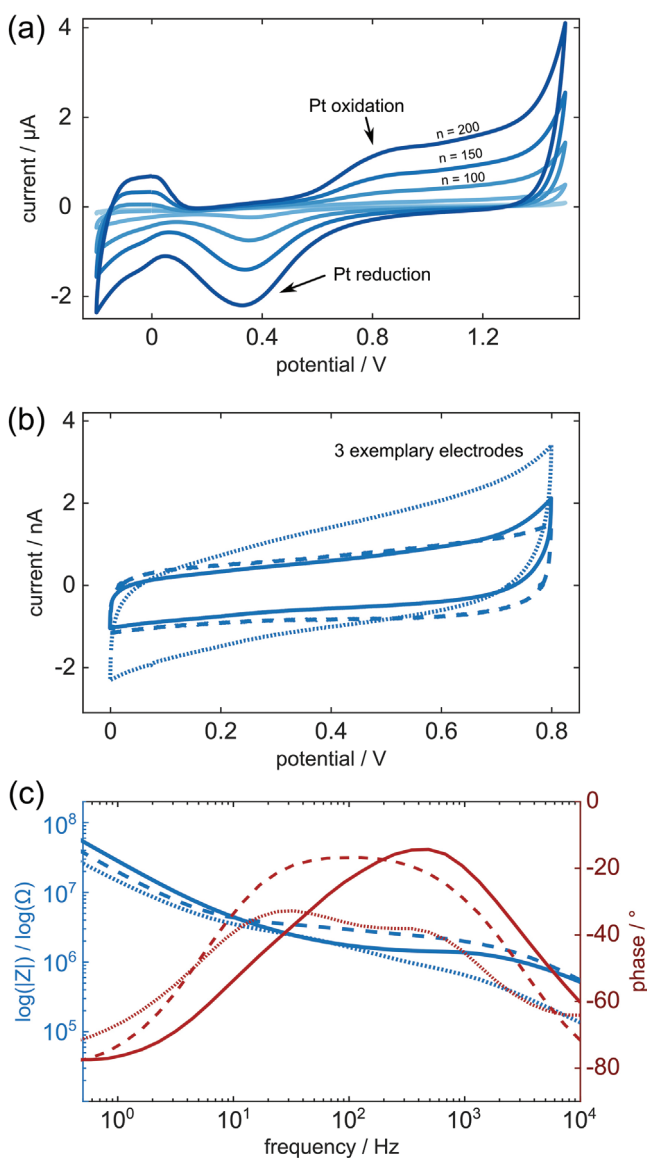 (a)
4
2
0
-2
current / µA
Pt oxidation
n = 200
n = 150
n = 100
Pt reduction
0
0.4
0.8
1.2
potential / V
(b)
4
2
0
-2
current / nA
3 exemplary electrodes
0
0.2
0.4
0.6
0.8
potential / V
(c)
10⁸
10⁷
10⁶
10⁵
log(|Z|) / log(Ω)
0
-20
-40
-60
-80
phase / °
10⁰
10¹
10²
10³
10⁴
frequency / Hz